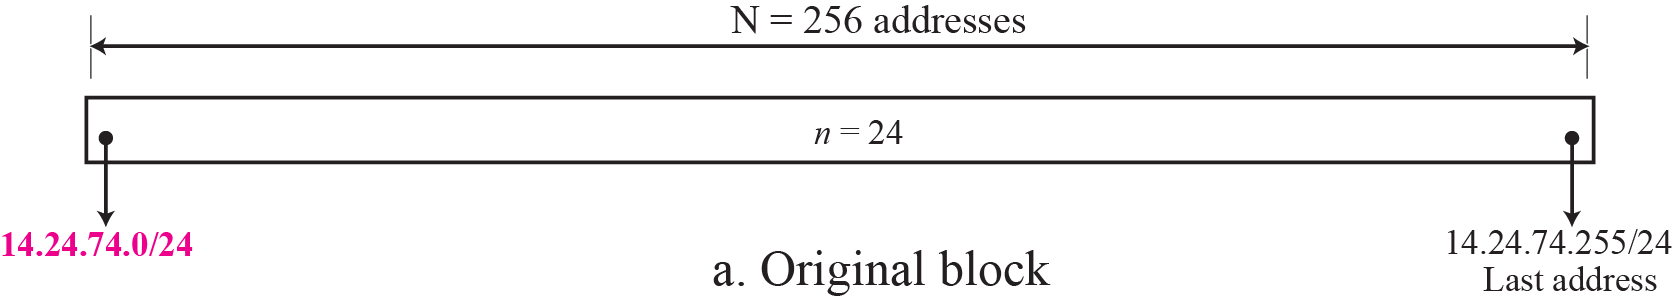 N = 256 addresses
n = 24
14.24.74.0/24
14.24.74.255/24
Last address
a. Original block